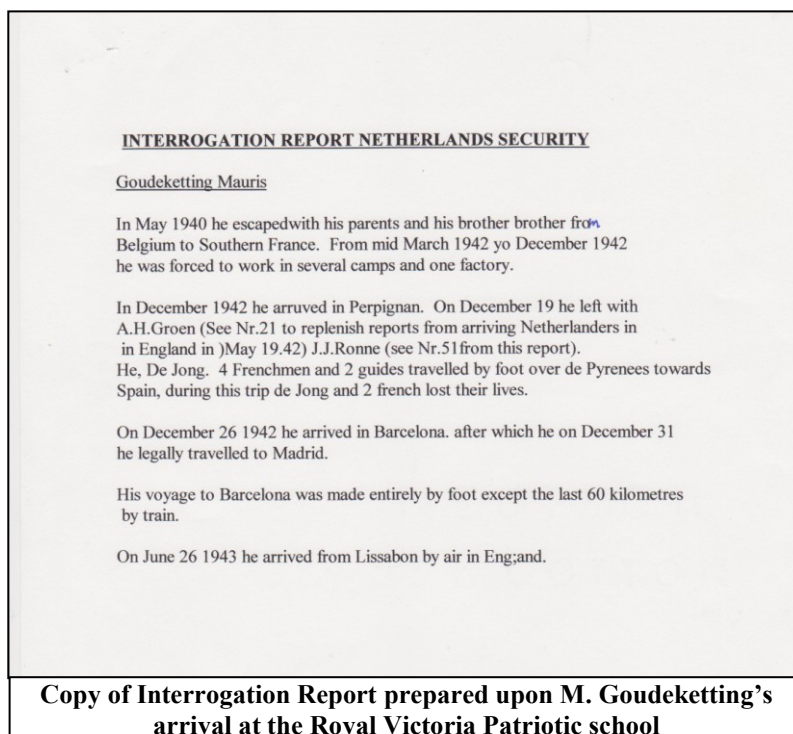 INTERROGATION REPORT NETHERLANDS SECURITY
Goudeketting Mauris
In May 1940 he escapedwith his parents and his brother brother from
Belgium to Southern France. From mid March 1942 yo December 1942
he was forced to work in several camps and one factory.
In December 1942 he arruved in Perpignan. On December 19 he left with
A.H.Groen (See Nr.21 to replenish reports from arriving Netherlanders in
in England in )May 19.42) J.J.Ronne (see Nr.51from this report).
He, De Jong. 4 Frenchmen and 2 guides travelled by foot over de Pyrenees towards
Spain, during this trip de Jong and 2 french lost their lives.
On December 26 1942 he arrived in Barcelona. after which he on December 31
he legally travelled to Madrid.
His voyage to Barcelona was made entirely by foot except the last 60 kilometres
by train.
On June 26 1943 he arrived from Lissabon by air in Eng;and.
Copy of Interrogation Report prepared upon M. Goudeketting’s
arrival at the Royal Victoria Patriotic school